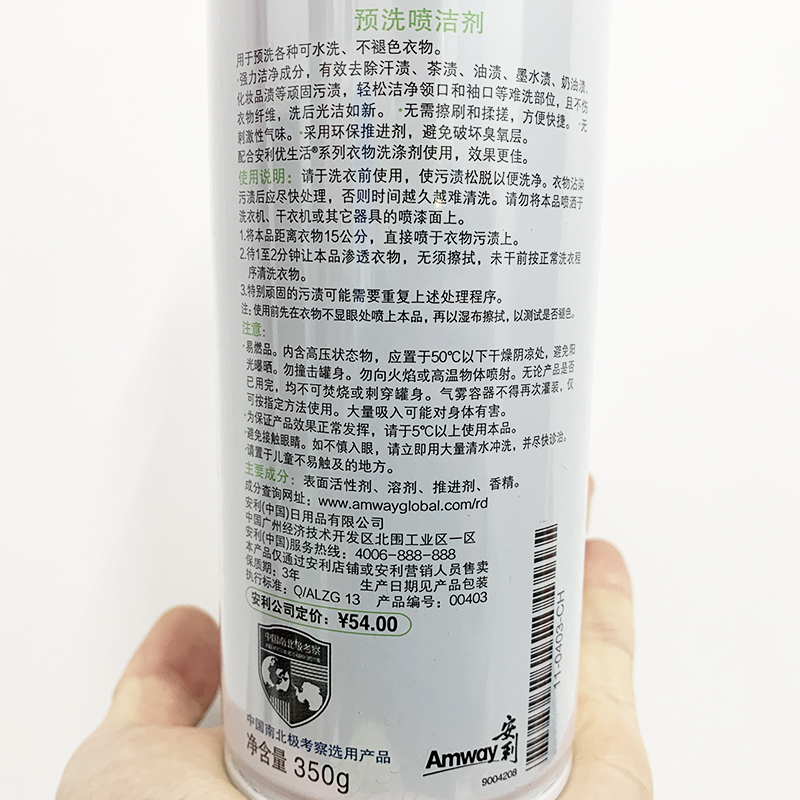 预洗喷洁剂
用于预洗各种可水洗、不褪色衣物。
·强力洁净成分，有效去除汗渍、茶渍、油渍、墨水渍、奶油渍、
化妆品渍等顽固污渍，轻松洁净领口和袖口等难洗部位，且不伤
衣物纤维，洗后光洁如新。·无需擦刷和揉搓，方便快捷。·无
刺激性气味。·采用环保推进剂，避免破坏臭氧层。
配合安利优生活®系列衣物洗涤剂使用，效果更佳。
使用说明：请于洗衣前使用，使污渍松脱以便洗净。衣物沾染
污渍后应尽快处理，否则时间越久越难清洗。请勿将本品喷洒于
洗衣机、干衣机或其它器具的喷漆面上。
1.将本品距离衣物15公分，直接喷于衣物污渍上。
2.待1至2分钟让本品渗透衣物，无须擦拭，未干前按正常洗衣程
序清洗衣物。
3.特别顽固的污渍可能需要重复上述处理程序。
注：使用前先在衣物不显眼处喷上本品，再以湿布擦拭，以测试是否褪色。
注意：
·易燃品。内含高压状态物，应置于50℃以下干燥阴凉处，避免阳
光曝晒。勿撞击罐身。勿向火焰或高温物体喷射。无论产品是否
已用完，均不可焚烧或刺穿罐身。气雾容器不得再次灌装，仅
可按指定方法使用。大量吸入可能对身体有害。
·为保证产品效果正常发挥，请于5℃以上使用本品。
·避免接触眼睛。如不慎入眼，请立即用大量清水冲洗，并尽快诊治。
·请置于儿童不易触及的地方。
主要成分：表面活性剂、溶剂、推进剂、香精。
成分查询网址：www.amwayglobal.com/rd
安利(中国)日用品有限公司
中国广州经济技术开发区北围工业区一区
安利(中国)服务热线：4006-888-888
本产品仅通过安利店铺或安利营销人员售卖
保质期：3年 生产日期见产品包装
执行标准：Q/ALZG 13 产品编号：00403
安利公司定价：¥54.00
中国南北极考察
中国南北极考察选用产品
净含量 350g
11-0403-CH
Amway 安利
9004208